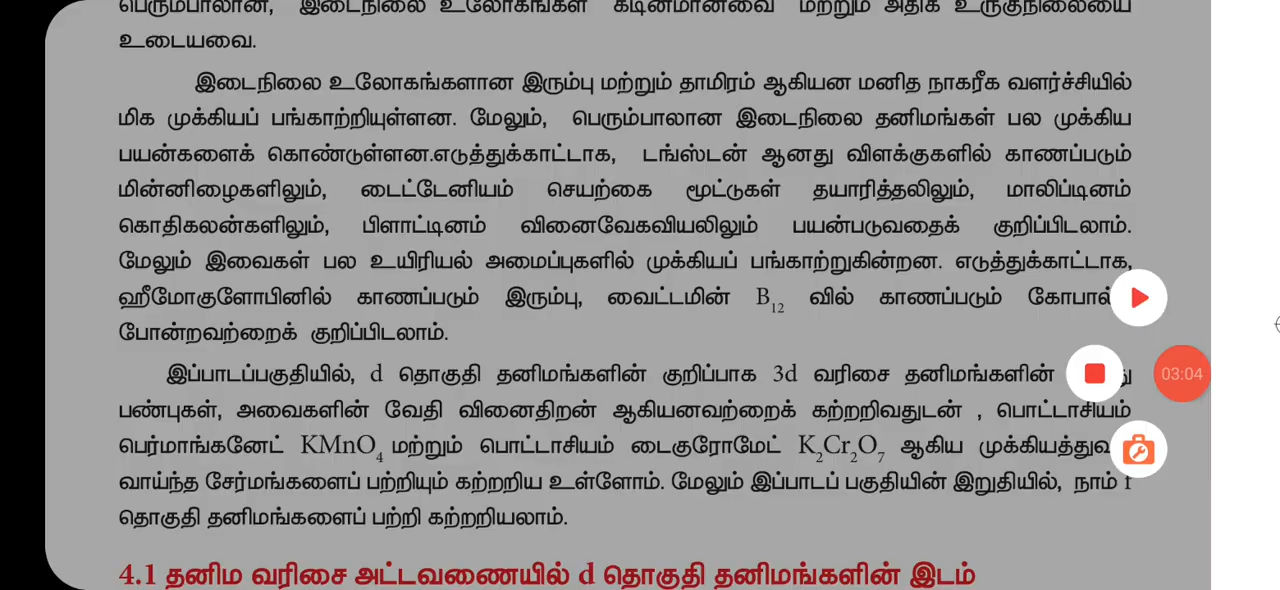 பெரும்பாலான, இடைநிலை உலோகங்கள் கடினமானவை மற்றும் அதிக உருகுநிலையை
உடையவை.
இடைநிலை உலோகங்களான இரும்பு மற்றும் தாமிரம் ஆகியன மனித நாகரீக வளர்ச்சியில்
மிக முக்கியப் பங்காற்றியுள்ளன. மேலும், பெரும்பாலான இடைநிலை தனிமங்கள் பல முக்கிய
பயன்களைக் கொண்டுள்ளன.எடுத்துக்காட்டாக, டங்ஸ்டன் ஆனது விளக்குகளில் காணப்படும்
மின்னிழைகளிலும், டைட்டேனியம் செயற்கை மூட்டுகள் தயாரித்தலிலும், மாலிப்டினம்
கொதிகலன்களிலும், பிளாட்டினம் வினைவேகவியலிலும் பயன்படுவதைக் குறிப்பிடலாம்.
மேலும் இவைகள் பல உயிரியல் அமைப்புகளில் முக்கியப் பங்காற்றுகின்றன. எடுத்துக்காட்டாக,
ஹீமோகுளோபினில் காணப்படும் இரும்பு, வைட்டமின் B₁₂ வில் காணப்படும்
போன்றவற்றைக் குறிப்பிடலாம்.
இப்பாடப்பகுதியில், d தொகுதி தனிமங்களின் குறிப்பாக 3d வரிசை தனிமங்களின்
03:04
பண்புகள், அவைகளின் வேதி வினைதிறன் ஆகியனவற்றைக் கற்றறிவதுடன் , பொட்டாசியம்
பெர்மாங்கனேட் KMnO₄ மற்றும் பொட்டாசியம் டைகுரோமேட் K₂Cr₂O₇ ஆகிய
வாய்ந்த சேர்மங்களைப் பற்றியும் கற்றறிய உள்ளோம். மேலும் இப்பாடப் பகுதியின் இறுதியில், நாம் f
தொகுதி தனிமங்களைப் பற்றி கற்றறியலாம்.
4.1 தனிம வரிசை அட்டவணையில் d தொகுதி தனிமங்களின் இடம்